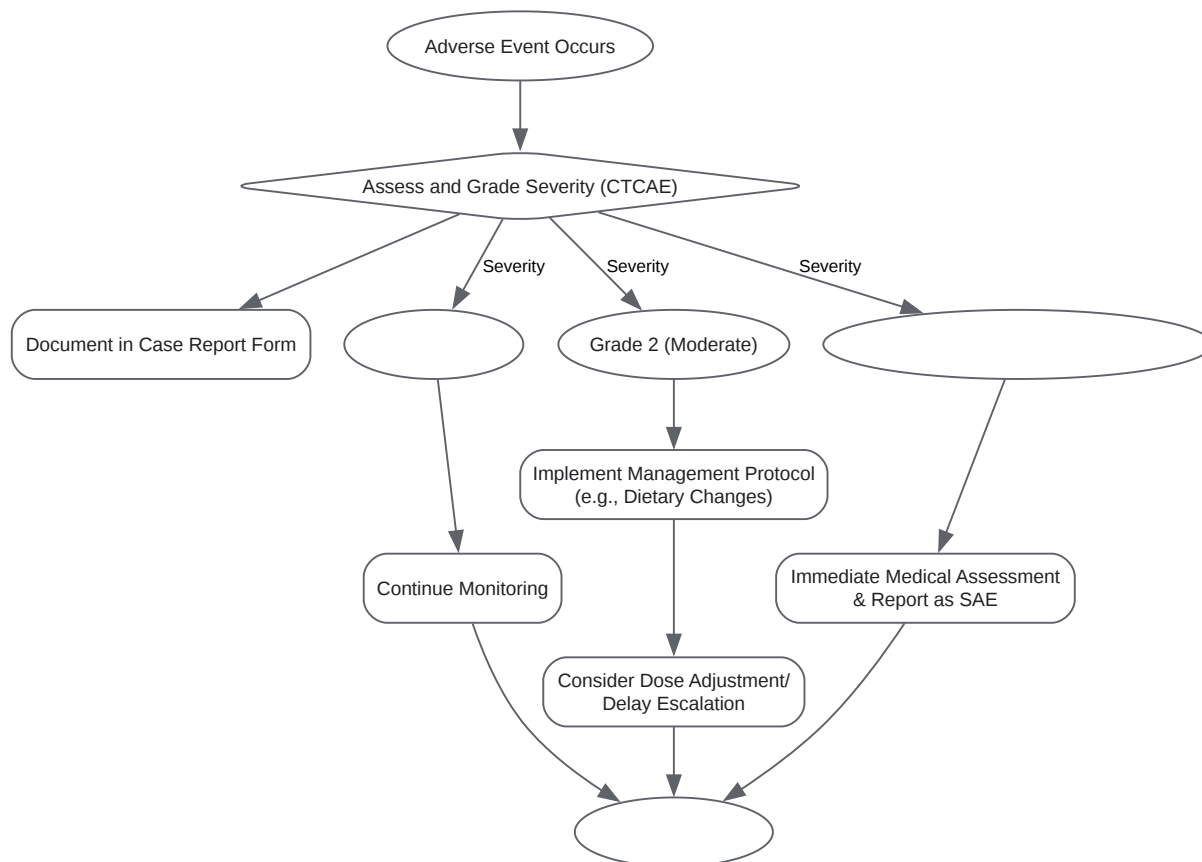 Adverse Event Occurs
Assess and Grade Severity (CTCAE)
Severity
Severity
Severity
Document in Case Report Form
Grade 2 (Moderate)
Implement Management Protocol
(e.g., Dietary Changes)
Continue Monitoring
Immediate Medical Assessment
& Report as SAE
Consider Dose Adjustment/
Delay Escalation